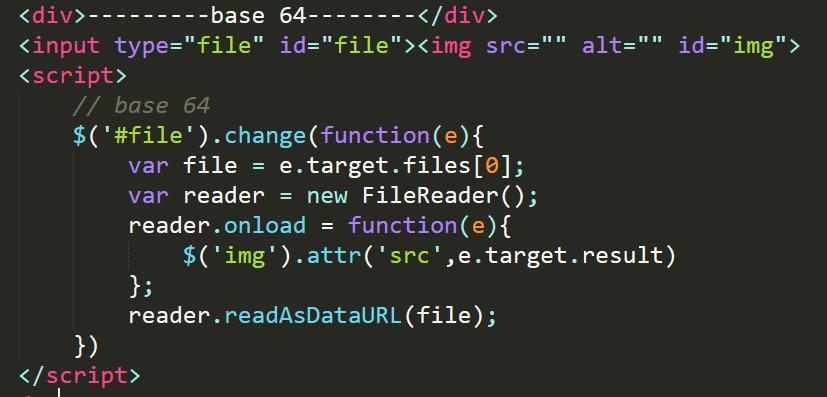 <div>---------base 64--------</div>
<input type="file" id="file"><img src="" alt="" id="img">
<script>
// base 64
$('#file').change(function(e){
var file = e.target.files[0];
var reader = new FileReader();
reader.onload = function(e){
$('img').attr('src',e.target.result)
};
reader.readAsDataURL(file);
})
</script>